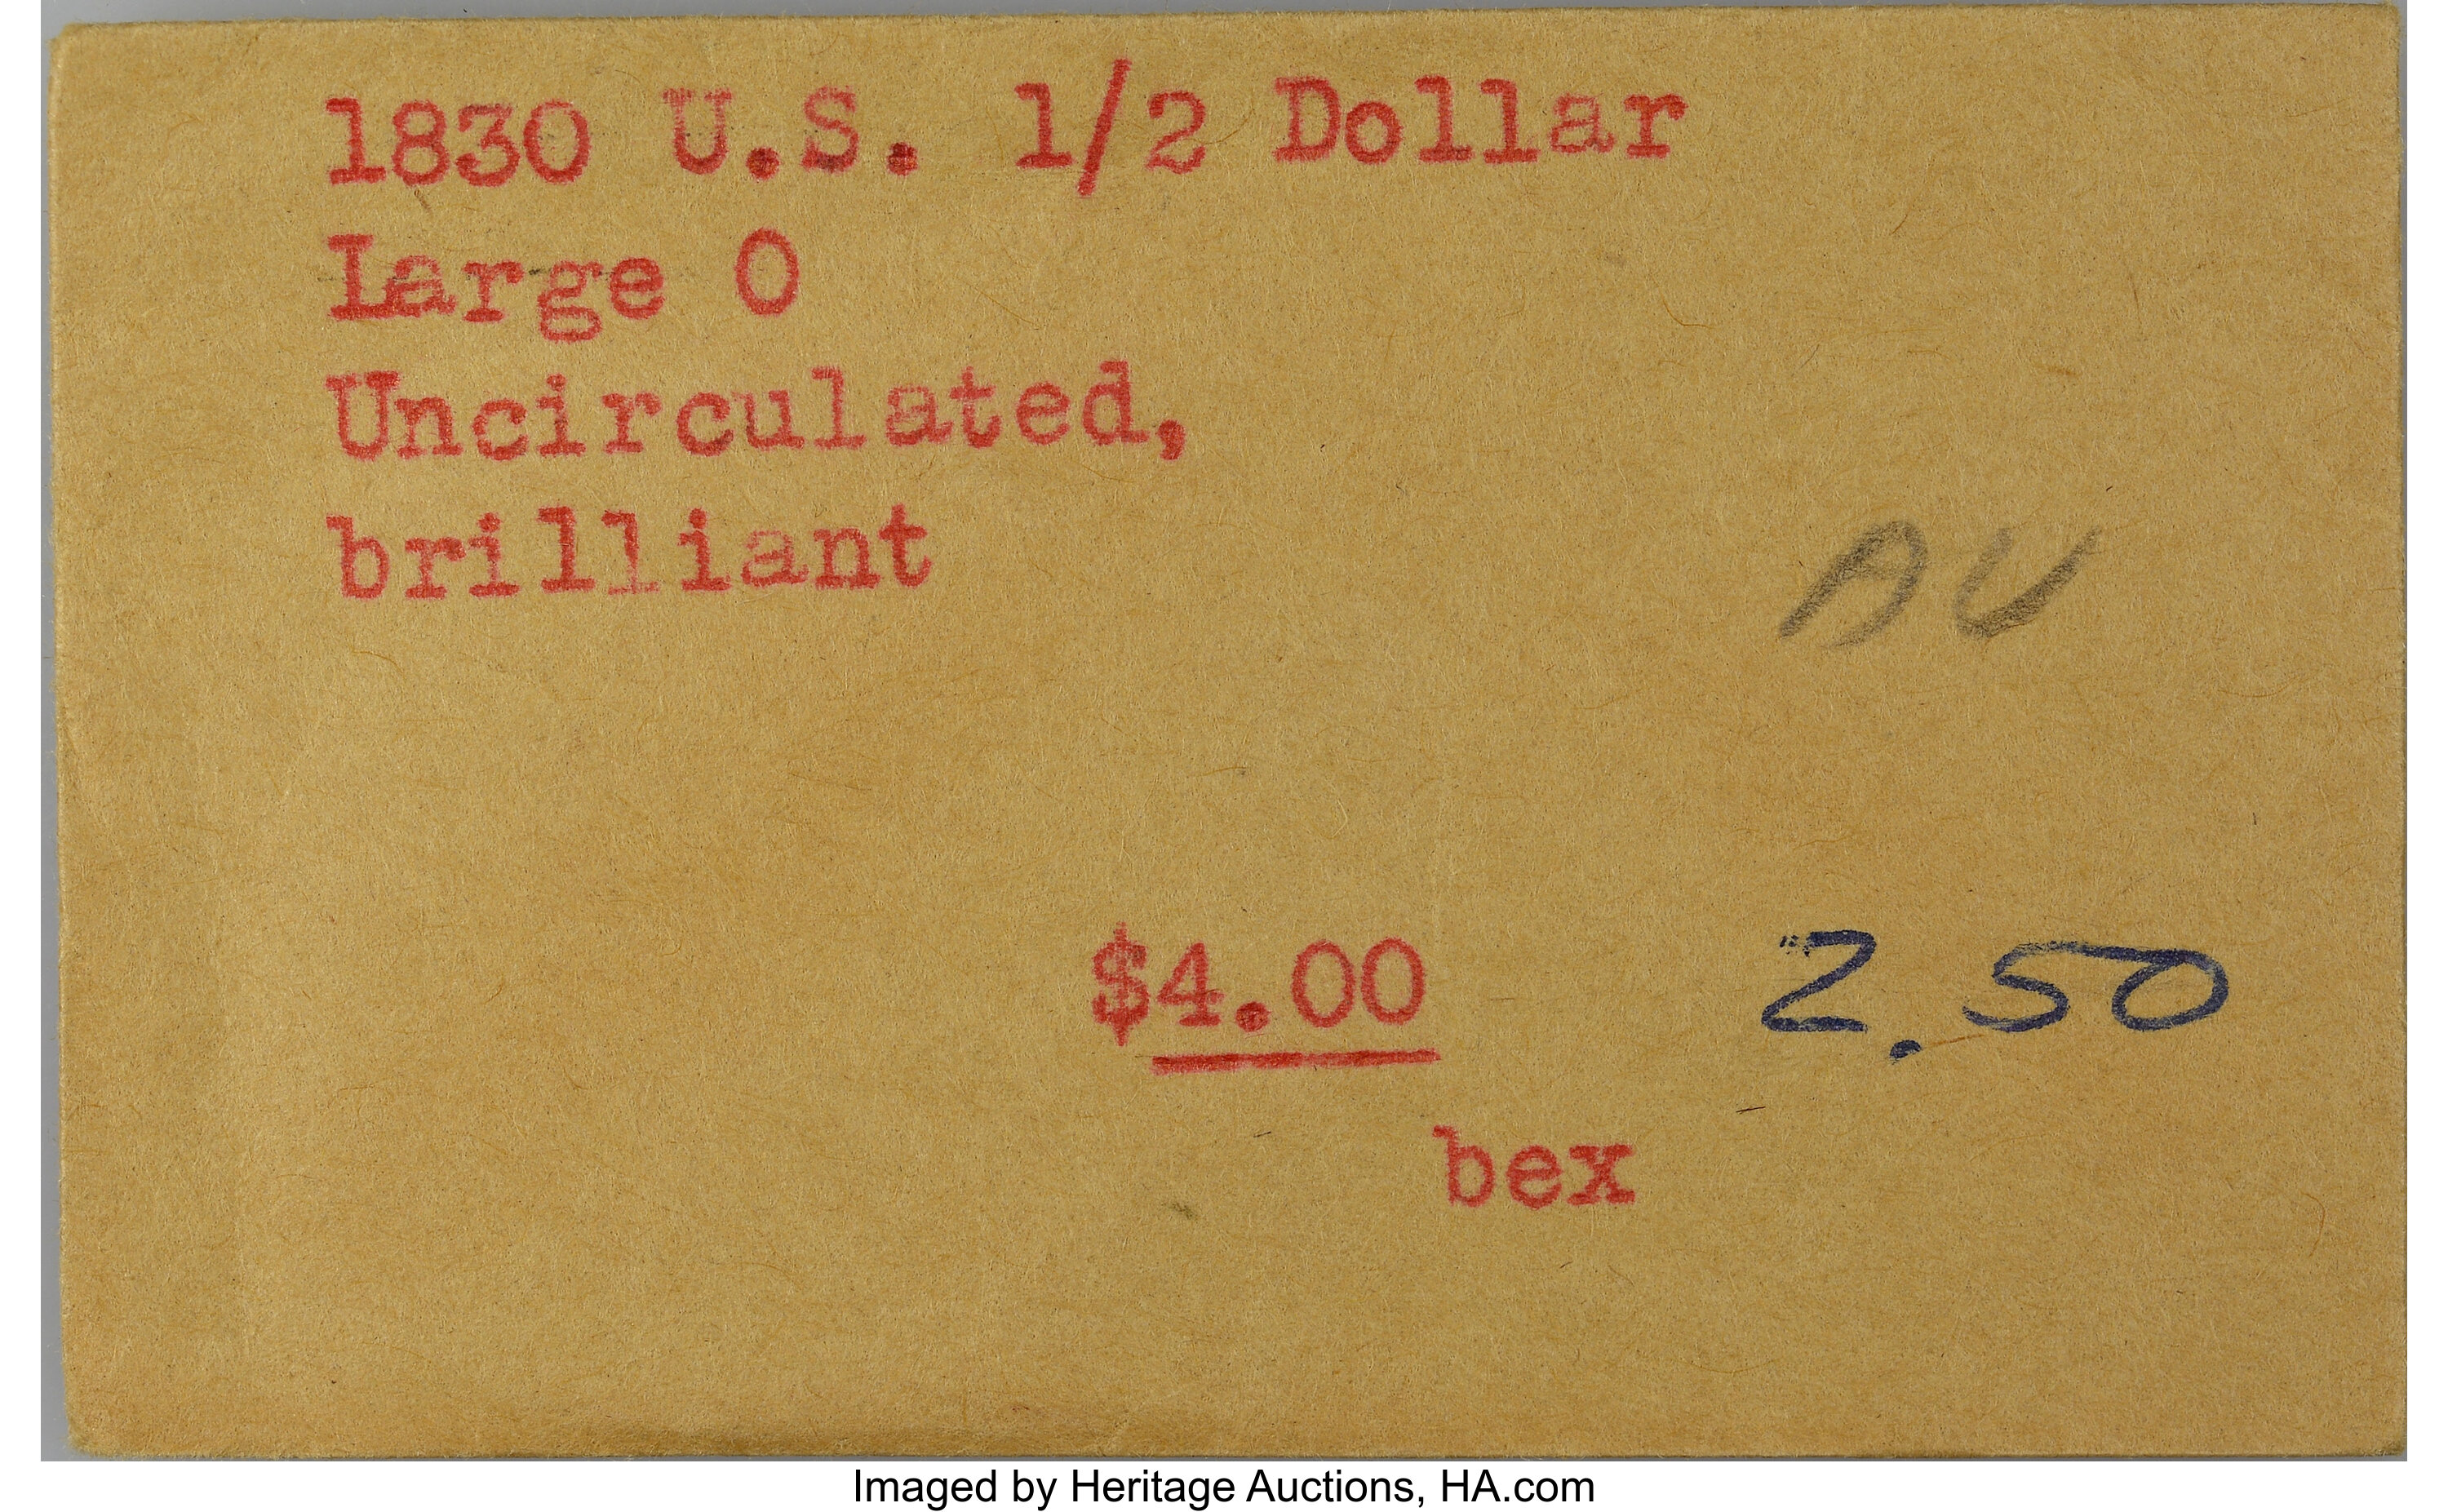 1830 U.S. 1/2 Dollar
Large O
Uncirculated,
brilliant
AU
$4.00 2.50
bex
Imaged by Heritage Auctions, HA.com